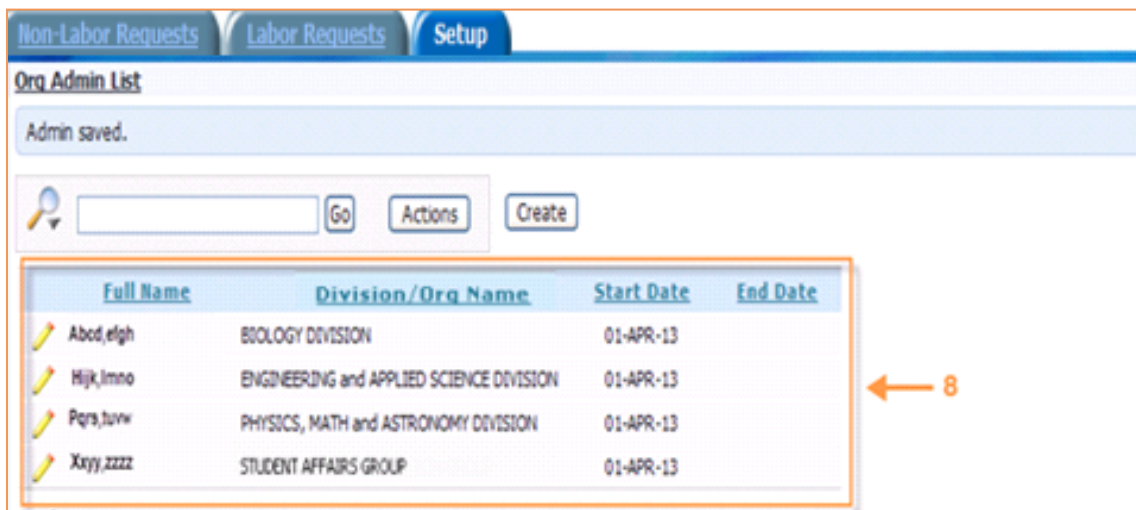 Non-Labor Requests Labor Requests Setup
Org Admin List
Admin saved.
Go Actions Create
Full Name Division/Org Name Start Date End Date
Abcd,efgh BIOLOGY DIVISION 01-APR-13
Hijk,lmno ENGINEERING and APPLIED SCIENCE DIVISION 01-APR-13
8
Pqrs,tuvw PHYSICS, MATH and ASTRONOMY DIVISION 01-APR-13
Xxyy,zzzz STUDENT AFFAIRS GROUP 01-APR-13